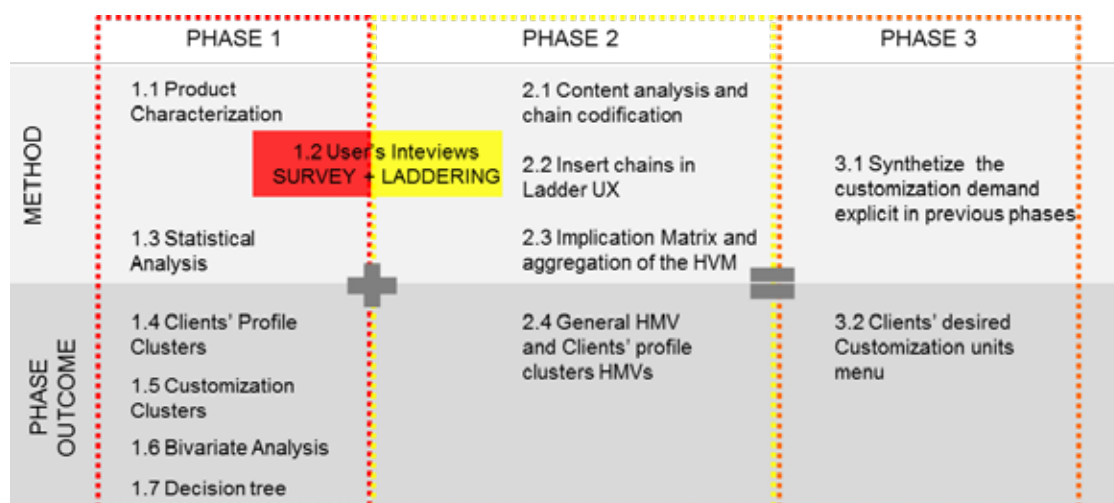 PHASE 1
PHASE 2
PHASE 3
METHOD
1.1 Product
Characterization
1.2 User's Inteviews
SURVEY + LADDERING
1.3 Statistical
Analysis
2.1 Content analysis and
chain codification
2.2 Insert chains in
Ladder UX
2.3 Implication Matrix and
aggregation of the HVM
3.1 Synthetize the
customization demand
explicit in previous phases
PHASE
OUTCOME
1.4 Clients' Profile
Clusters
1.5 Customization
Clusters
1.6 Bivariate Analysis
1.7 Decision tree
2.4 General HMV
and Clients' profile
clusters HMVs
3.2 Clients' desired
Customization units
menu